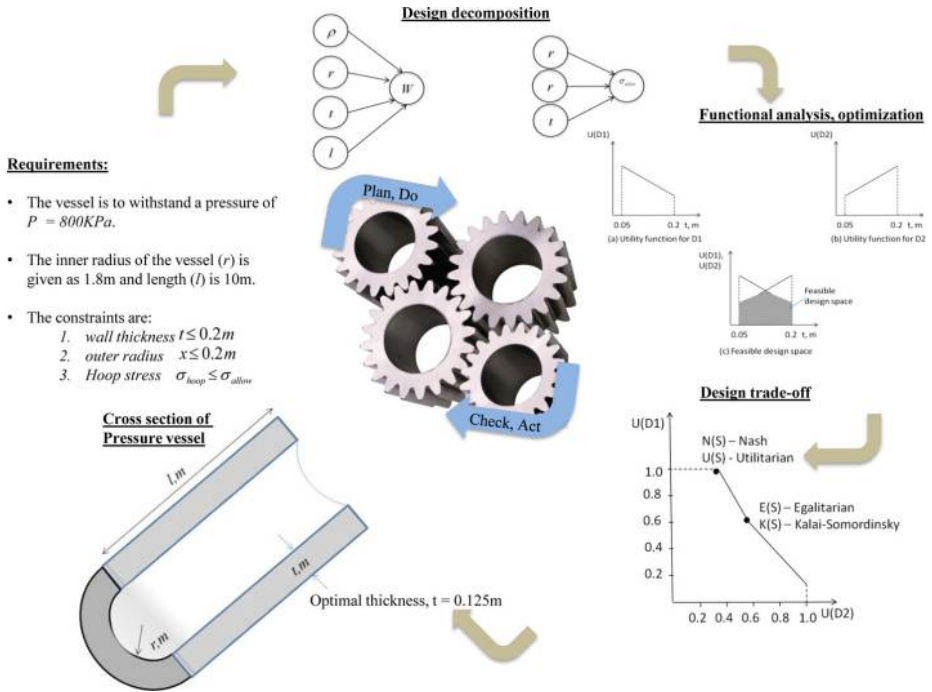 Design decomposition
ρ
r
t
l
W
r
r
t
σ allow
Functional analysis, optimization
U(D1)
0.05 0.2 t, m
(a) Utility function for D1
U(D2)
0.05 0.2 t, m
(b) Utility function for D2
U(D1),
U(D2)
Feasible
design space
0.05 0.2 t, m
(c) Feasible design space
Requirements:
• The vessel is to withstand a pressure of
P = 800KPa.
• The inner radius of the vessel (r) is
given as 1.8m and length (l) is 10m.
• The constraints are:
1. wall thickness t ≤ 0.2m
2. outer radius x ≤ 0.2m
3. Hoop stress σhoop ≤ σallow
Plan, Do
Check, Act
Design trade-off
U(D1)
N(S) – Nash
U(S) - Utilitarian
E(S) – Egalitarian
K(S) – Kalai-Somordinsky
1.0
0.8
0.6
0.4
0.2
0.2 0.4 0.6 0.8 1.0 U(D2)
Cross section of
Pressure vessel
l,m
t,m
r,m
Optimal thickness, t = 0.125m